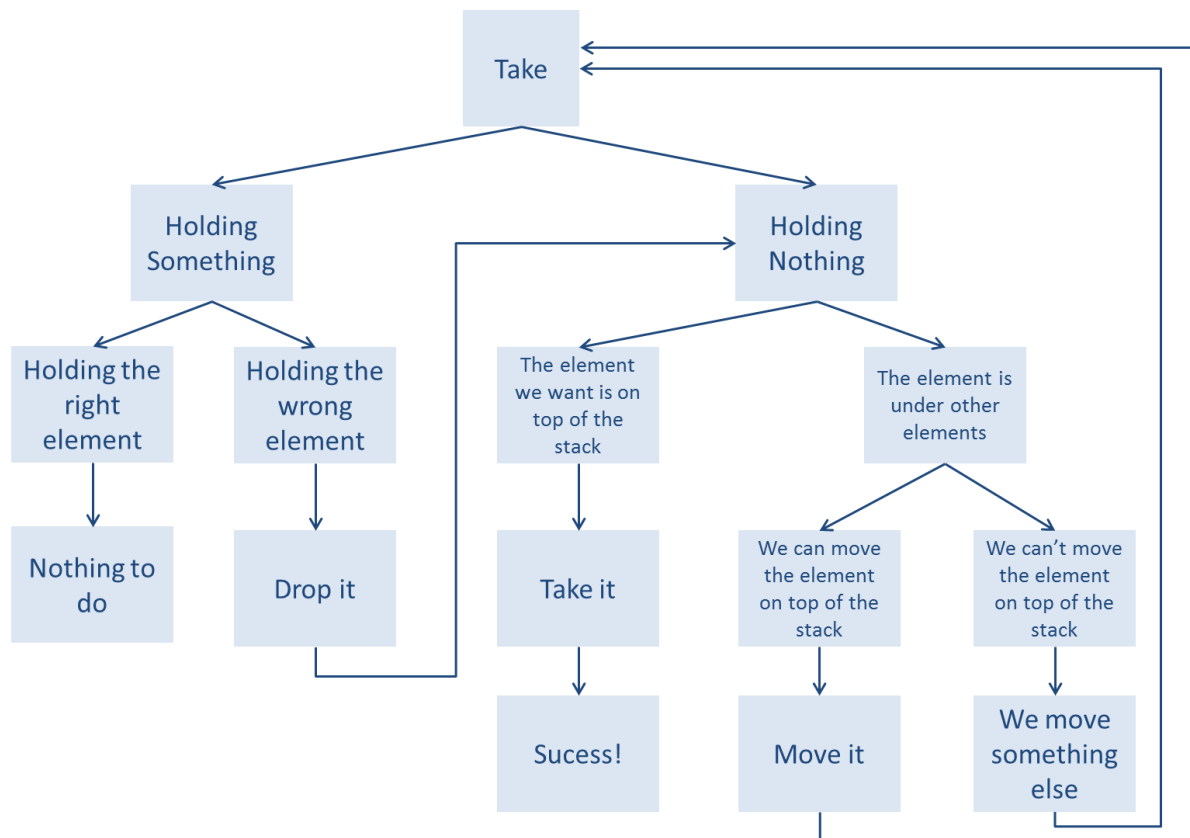 Take
Holding
Something
Holding
Nothing
Holding the
right
element
Holding the
wrong
element
The element
we want is on
top of the
stack
The element is
under other
elements
Nothing to
do
Drop it
Take it
We can move
the element
on top of the
stack
We can’t move
the element
on top of the
stack
Sucess!
Move it
We move
something
else